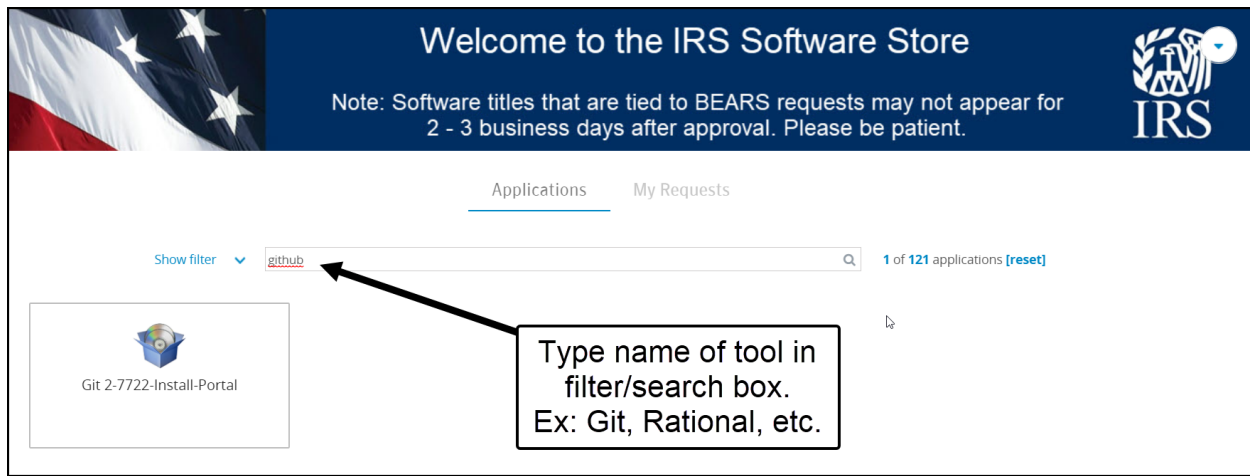 Welcome to the IRS Software Store
Note: Software titles that are tied to BEARS requests may not appear for
2 - 3 business days after approval. Please be patient.
IRS
Applications My Requests
Show filter github 1 of 121 applications [reset]
Git 2-7722-Install-Portal
Type name of tool in
filter/search box.
Ex: Git, Rational, etc.